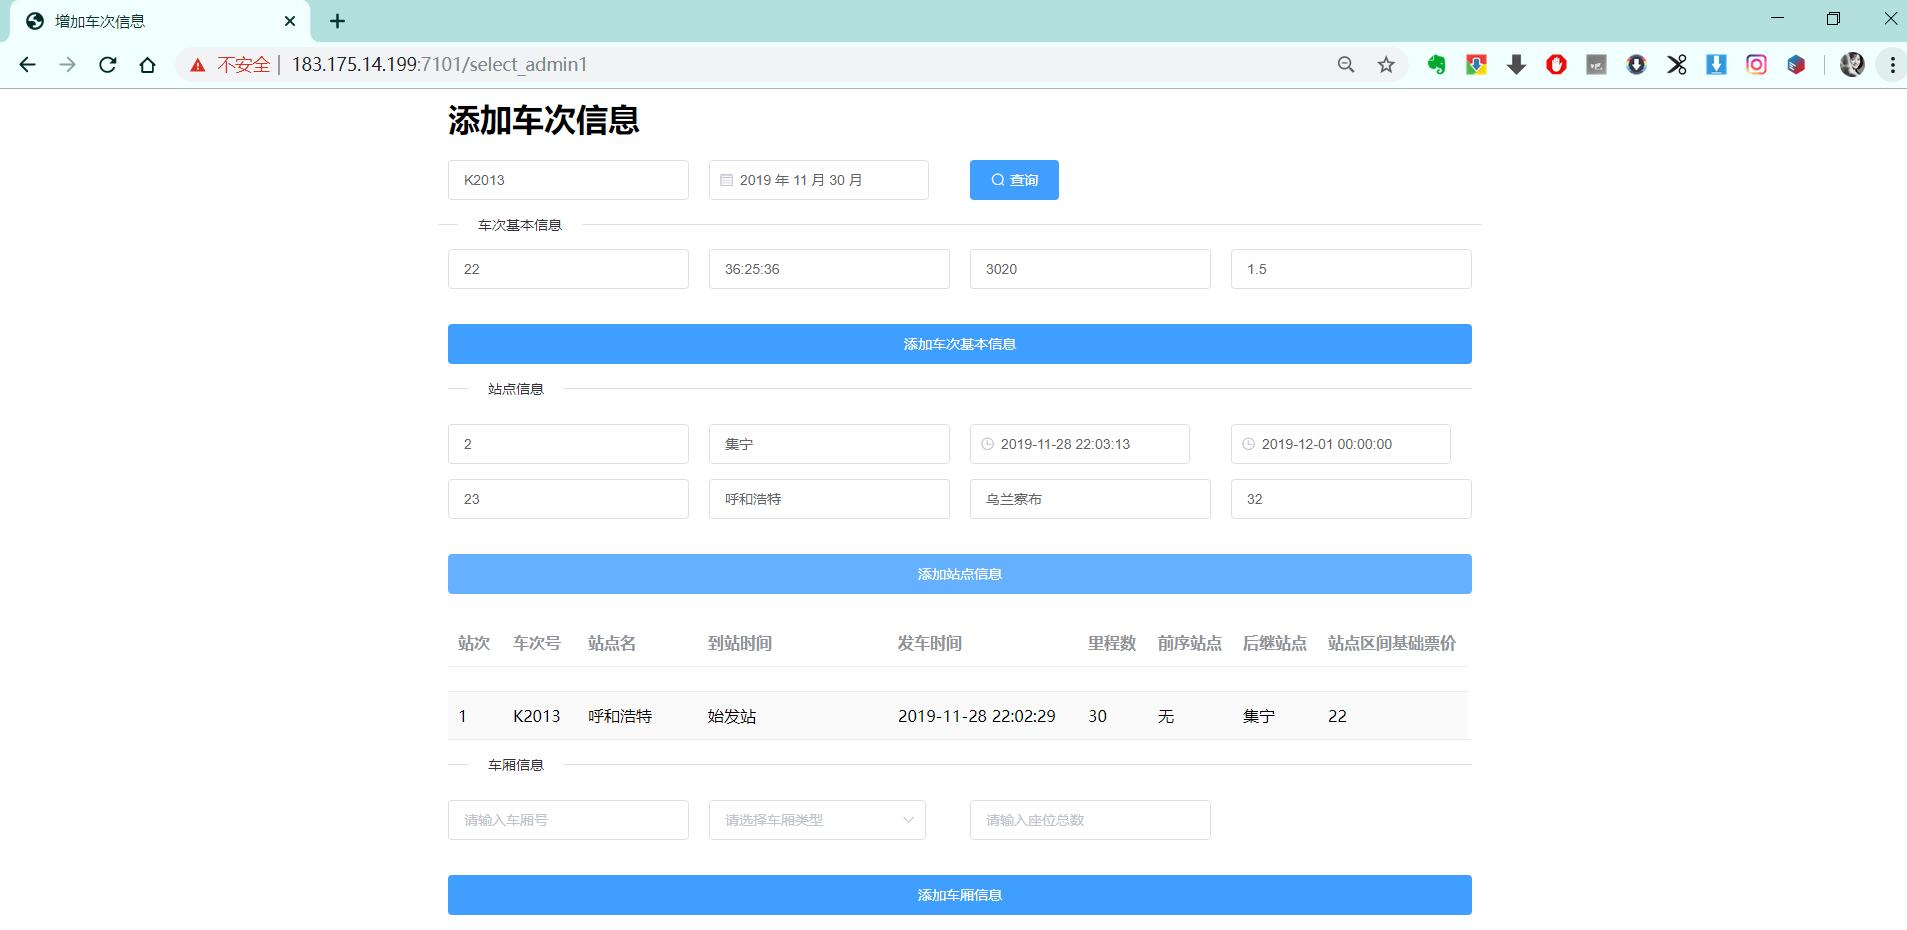 增加车次信息
不安全 | 183.175.14.199:7101/select_admin1
添加车次信息
K2013 2019 年 11 月 30 月 查询
车次基本信息
22 36:25:36 3020 1.5
添加车次基本信息
站点信息
2 集宁 2019-11-28 22:03:13 2019-12-01 00:00:00
23 呼和浩特 乌兰察布 32
添加站点信息
站次 车次号 站点名 到站时间 发车时间 里程数 前序站点 后继站点 站点区间基础票价
1 K2013 呼和浩特 始发站 2019-11-28 22:02:29 30 无 集宁 22
车厢信息
请输入车厢号 请选择车厢类型 请输入座位总数
添加车厢信息